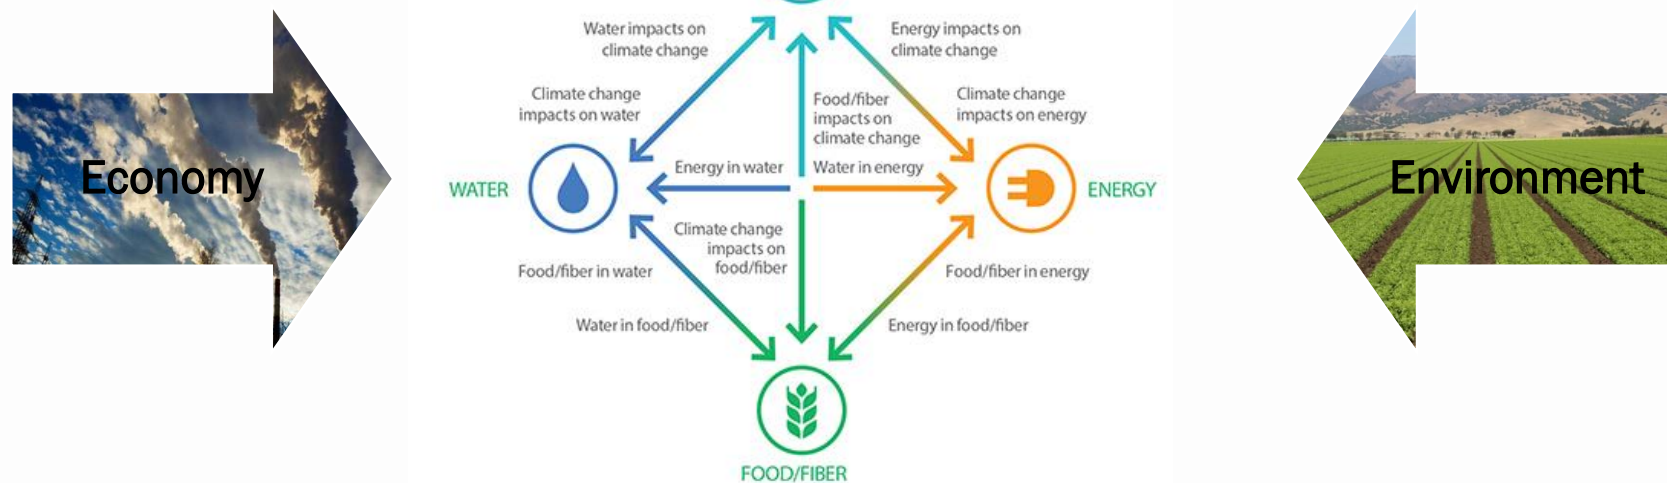 Water impacts on
climate change
Energy impacts on
climate change
Climate change
impacts on water
Food/fiber
impacts on
climate change
Climate change
impacts on energy
Economy
Energy in water
Water in energy
Environment
WATER
ENERGY
Climate change
impacts on
food/fiber
Food/fiber in water
Food/fiber in energy
Water in food/fiber
Energy in food/fiber
FOOD/FIBER